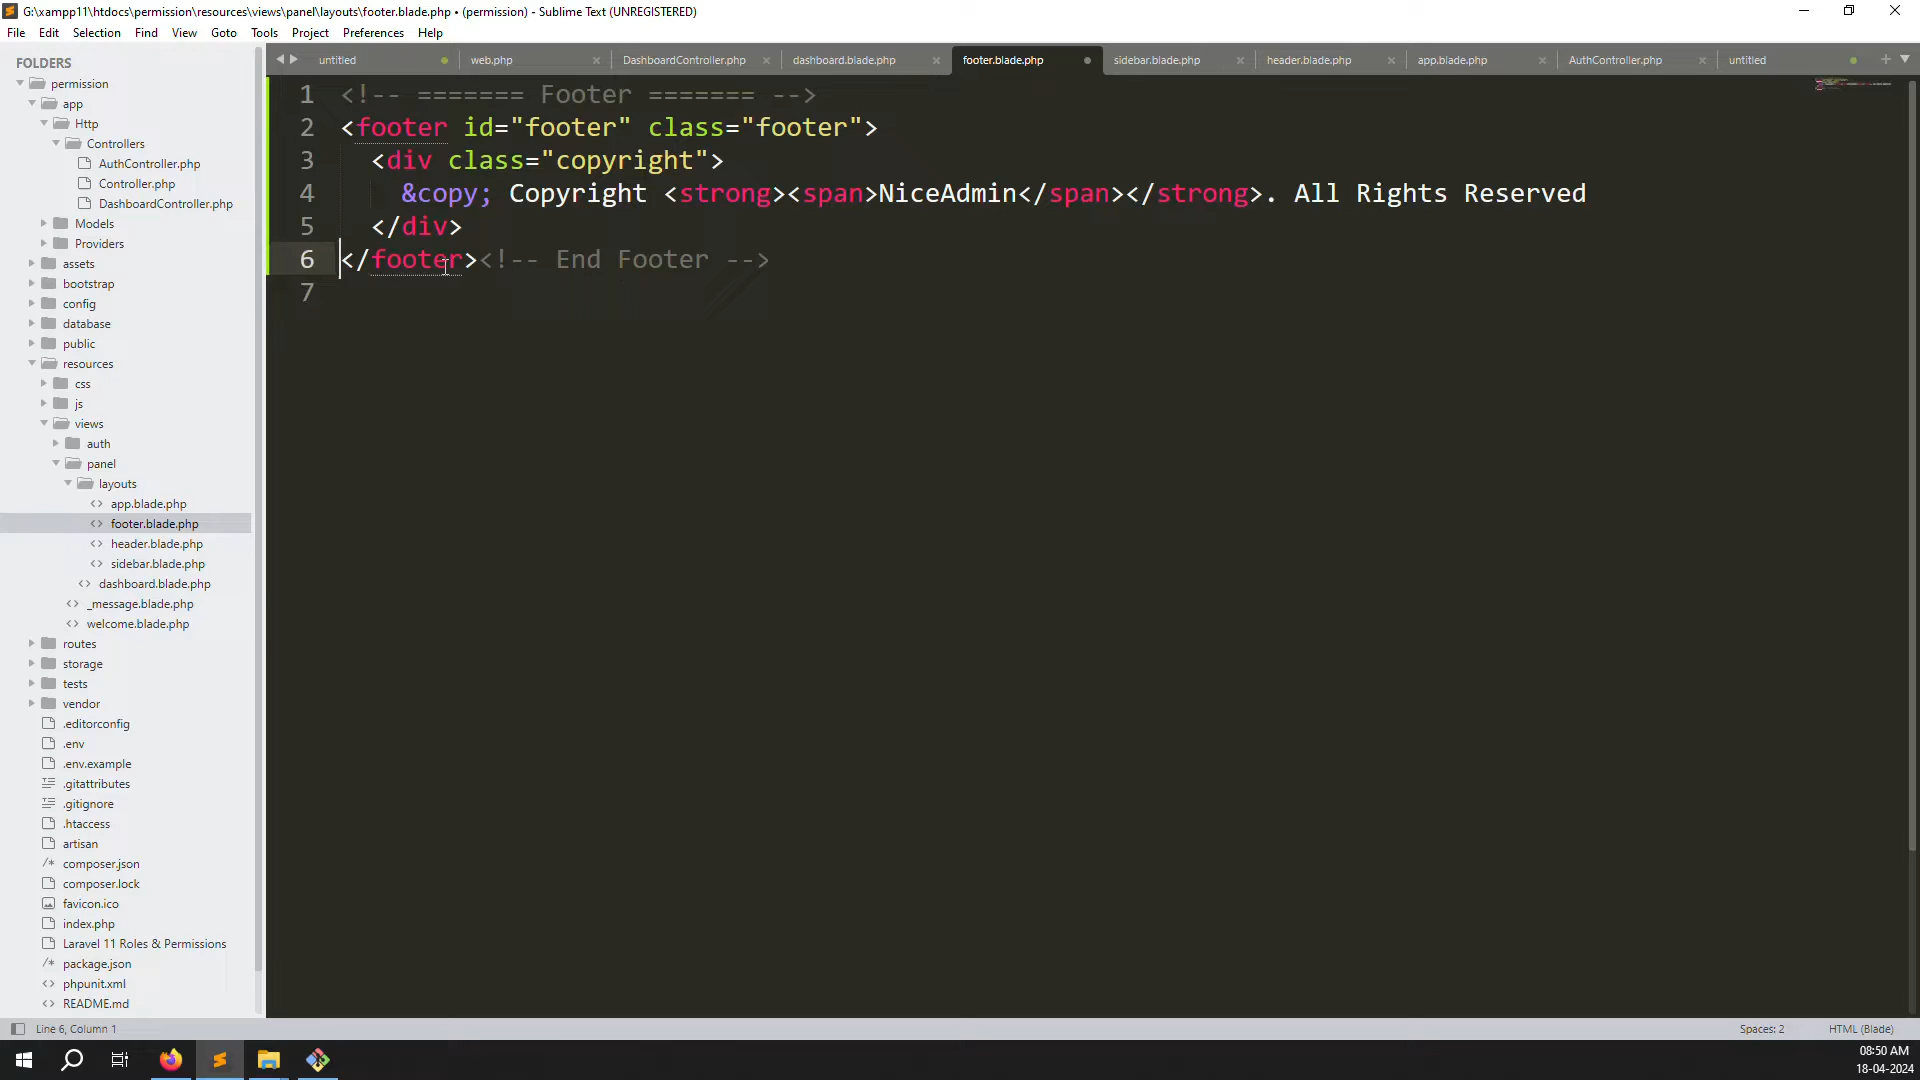 G:\xampp11\htdocs\permission\resources\views\panel\layouts\footer.blade.php • (permission) - Sublime Text (UNREGISTERED)
File Edit Selection Find View Goto Tools Project Preferences Help
FOLDERS
permission
app
Http
Controllers
AuthController.php
Controller.php
DashboardController.php
Models
Providers
assets
bootstrap
config
database
public
resources
css
js
views
auth
panel
layouts
app.blade.php
footer.blade.php
header.blade.php
sidebar.blade.php
dashboard.blade.php
_message.blade.php
welcome.blade.php
routes
storage
tests
vendor
.editorconfig
.env
.env.example
.gitattributes
.gitignore
.htaccess
artisan
composer.json
composer.lock
favicon.ico
index.php
Laravel 11 Roles & Permissions
package.json
phpunit.xml
README.md
untitled web.php DashboardController.php dashboard.blade.php footer.blade.php sidebar.blade.php header.blade.php app.blade.php AuthController.php untitled
1 <!-- ======= Footer ======= -->
2 <footer id="footer" class="footer">
3 <div class="copyright">
4 &copy; Copyright <strong><span>NiceAdmin</span></strong>. All Rights Reserved
5 </div>
6 </footer><!-- End Footer -->
7
Line 6, Column 1 Spaces: 2 HTML (Blade)
08:50 AM
18-04-2024